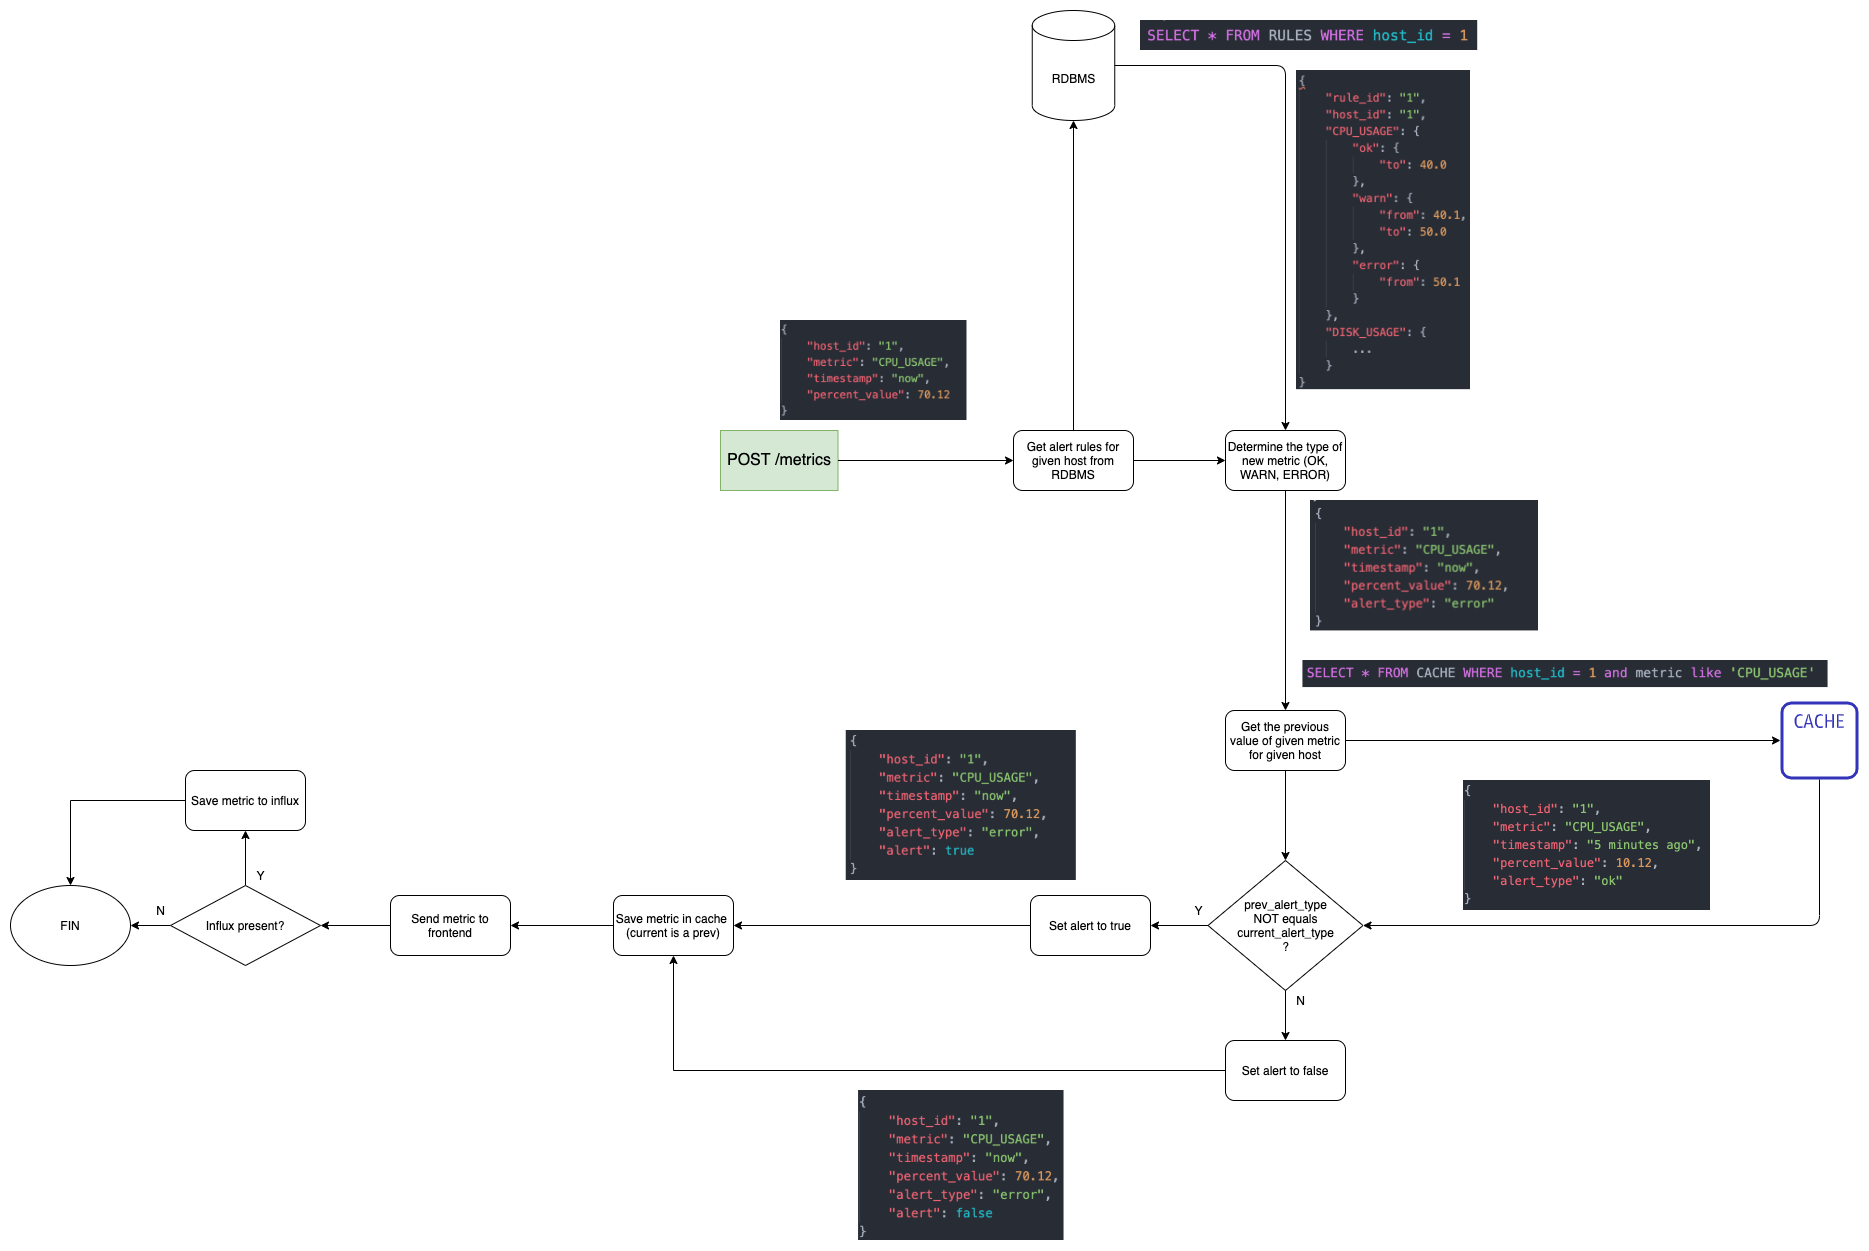 RDBMS
SELECT * FROM RULES WHERE host_id = 1
{
"rule_id": "1",
"host_id": "1",
"CPU_USAGE": {
"ok": {
"to": 40.0
},
"warn": {
"from": 40.1,
"to": 50.0
},
"error": {
"from": 50.1
}
},
"DISK_USAGE": {
...
}
}
{
"host_id": "1",
"metric": "CPU_USAGE",
"timestamp": "now",
"percent_value": 70.12
}
POST /metrics
Get alert rules for
given host from
RDBMS
Determine the type of
new metric (OK,
WARN, ERROR)
{
"host_id": "1",
"metric": "CPU_USAGE",
"timestamp": "now",
"percent_value": 70.12,
"alert_type": "error"
}
SELECT * FROM CACHE WHERE host_id = 1 and metric like 'CPU_USAGE'
Get the previous
value of given metric
for given host
CACHE
{
"host_id": "1",
"metric": "CPU_USAGE",
"timestamp": "5 minutes ago",
"percent_value": 10.12,
"alert_type": "ok"
}
prev_alert_type
NOT equals
current_alert_type
?
Y
N
Set alert to true
{
"host_id": "1",
"metric": "CPU_USAGE",
"timestamp": "now",
"percent_value": 70.12,
"alert_type": "error",
"alert": true
}
Set alert to false
{
"host_id": "1",
"metric": "CPU_USAGE",
"timestamp": "now",
"percent_value": 70.12,
"alert_type": "error",
"alert": false
}
Save metric in cache
(current is a prev)
Send metric to
frontend
Influx present?
Y
N
Save metric to influx
FIN